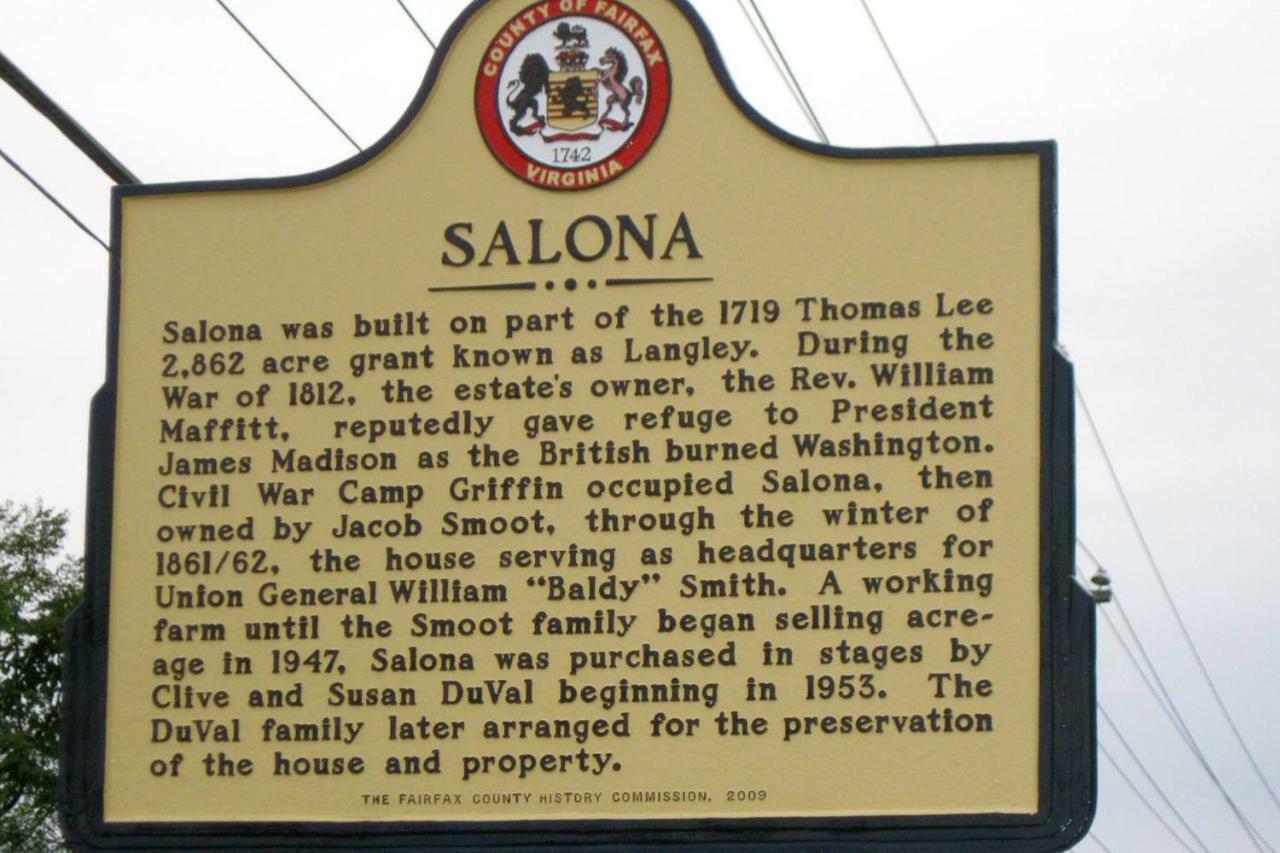 COUNTY OF FAIRFAX
1742
VIRGINIA
SALONA
Salona was built on part of the 1719 Thomas Lee
2,862 acre grant known as Langley. During the
War of 1812, the estate's owner, the Rev. William
Maffitt, reputedly gave refuge to President
James Madison as the British burned Washington.
Civil War Camp Griffin occupied Salona, then
owned by Jacob Smoot, through the winter of
1861/62, the house serving as headquarters for
Union General William “Baldy” Smith. A working
farm until the Smoot family began selling acre-
age in 1947, Salona was purchased in stages by
Clive and Susan DuVal beginning in 1953. The
DuVal family later arranged for the preservation
of the house and property.
THE FAIRFAX COUNTY HISTORY COMMISSION, 2009